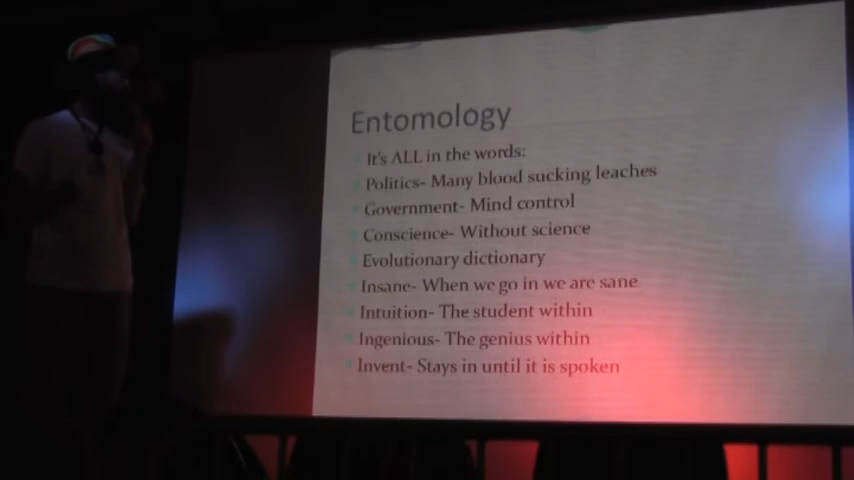 Entomology
It's ALL in the words:
Politics- Many blood sucking leaches
Government- Mind control
Conscience- Without science
Evolutionary dictionary
Insane- When we go in we are sane
Intuition- The student within
Ingenious- The genius within
Invent- Stays in until it is spoken